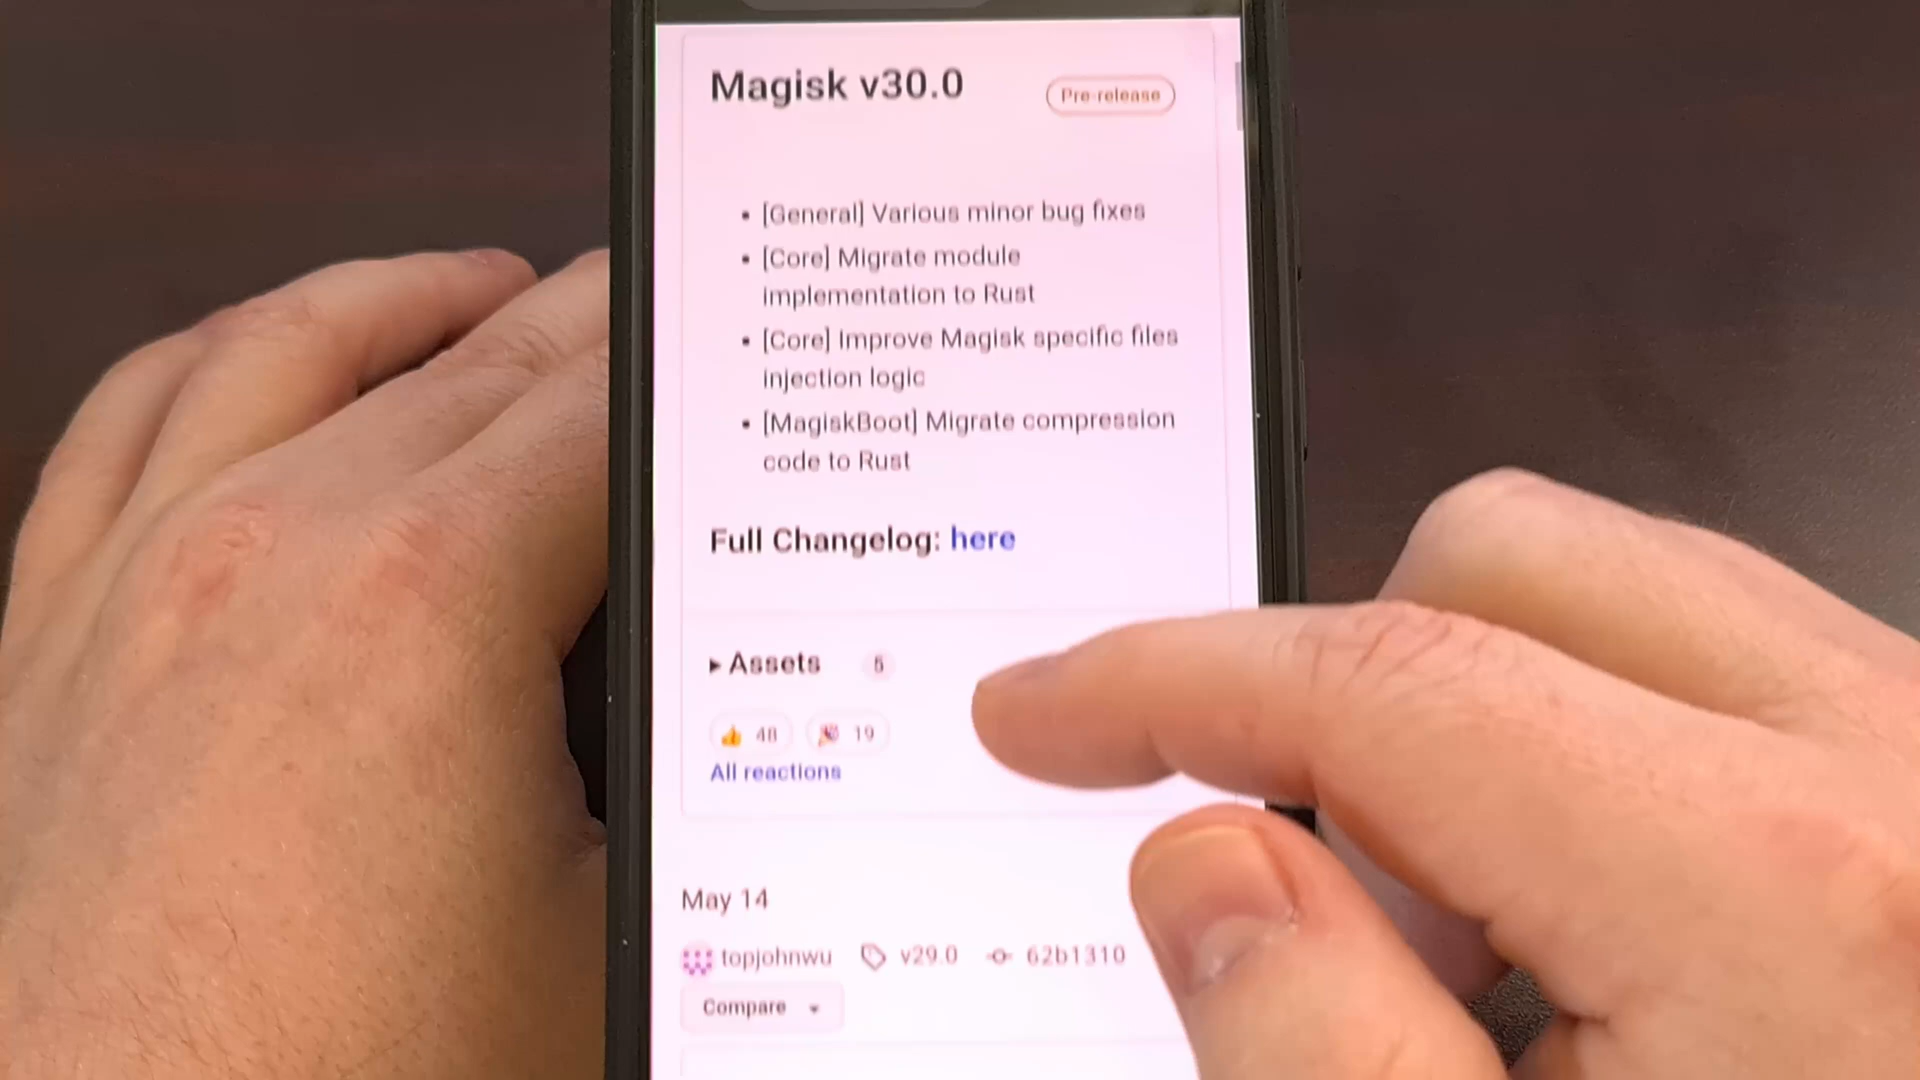 Magisk v30.0
Pre-release
[General] Various minor bug fixes
[Core] Migrate module
implementation to Rust
[Core] Improve Magisk specific files
injection logic
[MagiskBoot] Migrate compression
code to Rust
Full Changelog: here
Assets 5
48 19
All reactions
May 14
topjohnwu v29.0 62b1310
Compare